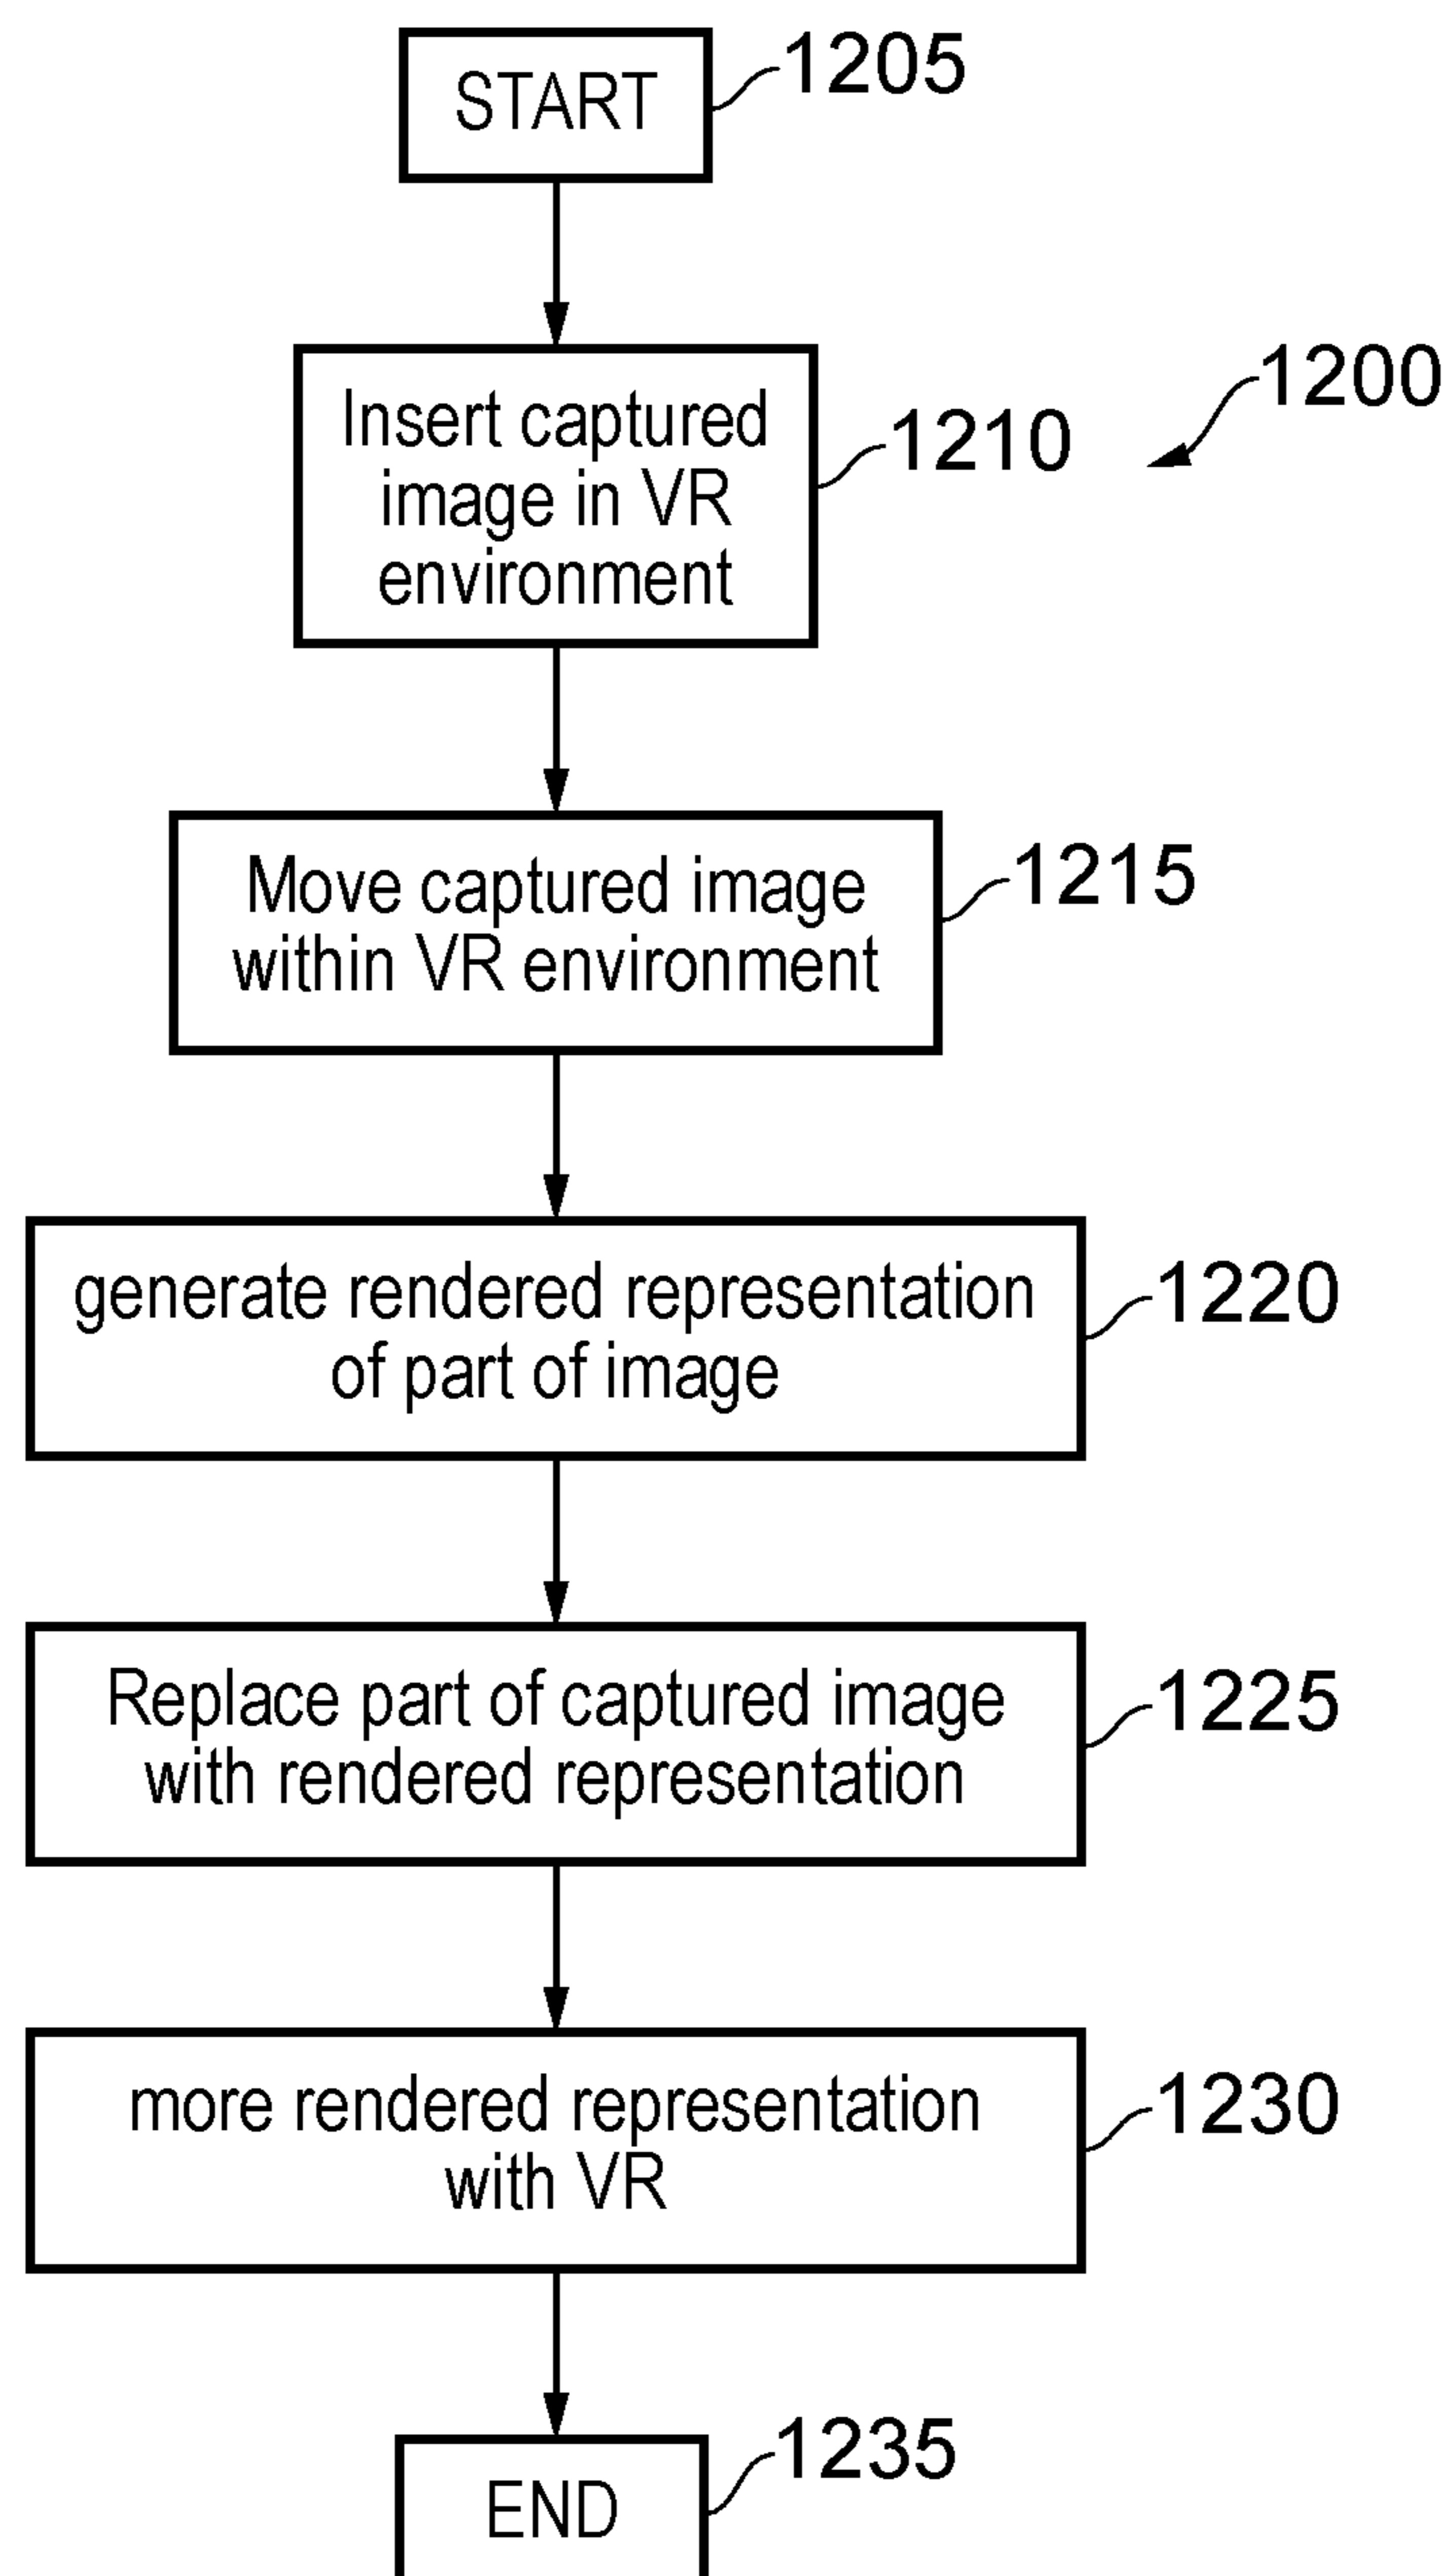 START
1205
Insert captured
image in VR
environment
1210
1200
Move captured image
within VR environment
1215
generate rendered representation
of part of image
1220
Replace part of captured image
with rendered representation
1225
more rendered representation
with VR
1230
END
1235